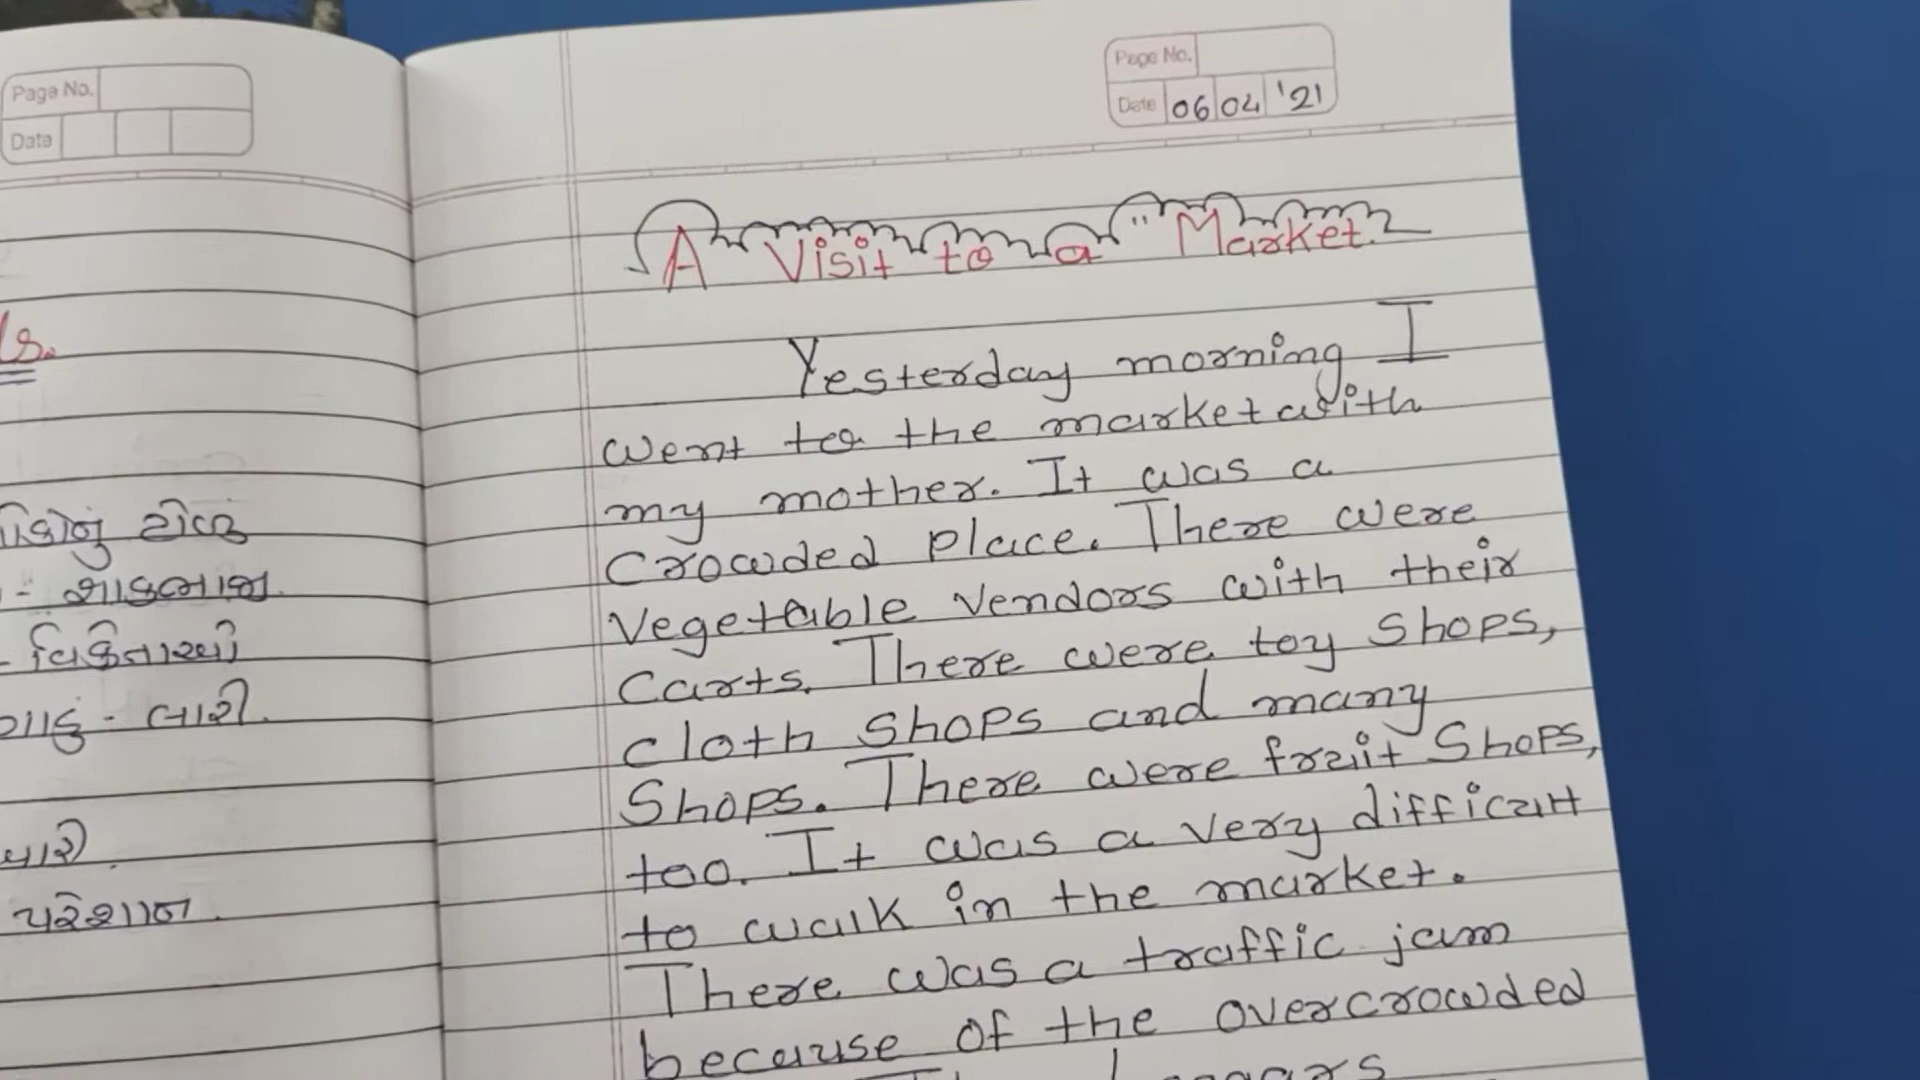 Page No.
Date
ls.
ટોળુ
- શાકભાજી
- વિક્રેતાઓ
- લારી.
પરેશાન.
Page No.
Date 06 04 '21
A Visit to a "Market.
Yesterday morning I
went to the market with
my mother. It was a
crowded place. There were
vegetable vendors with their
carts. There were toy shops,
cloth shops and many
shops. There were fruit shops,
too. It was a very difficult
to walk in the market.
There was a traffic jam
because of the overcrowded